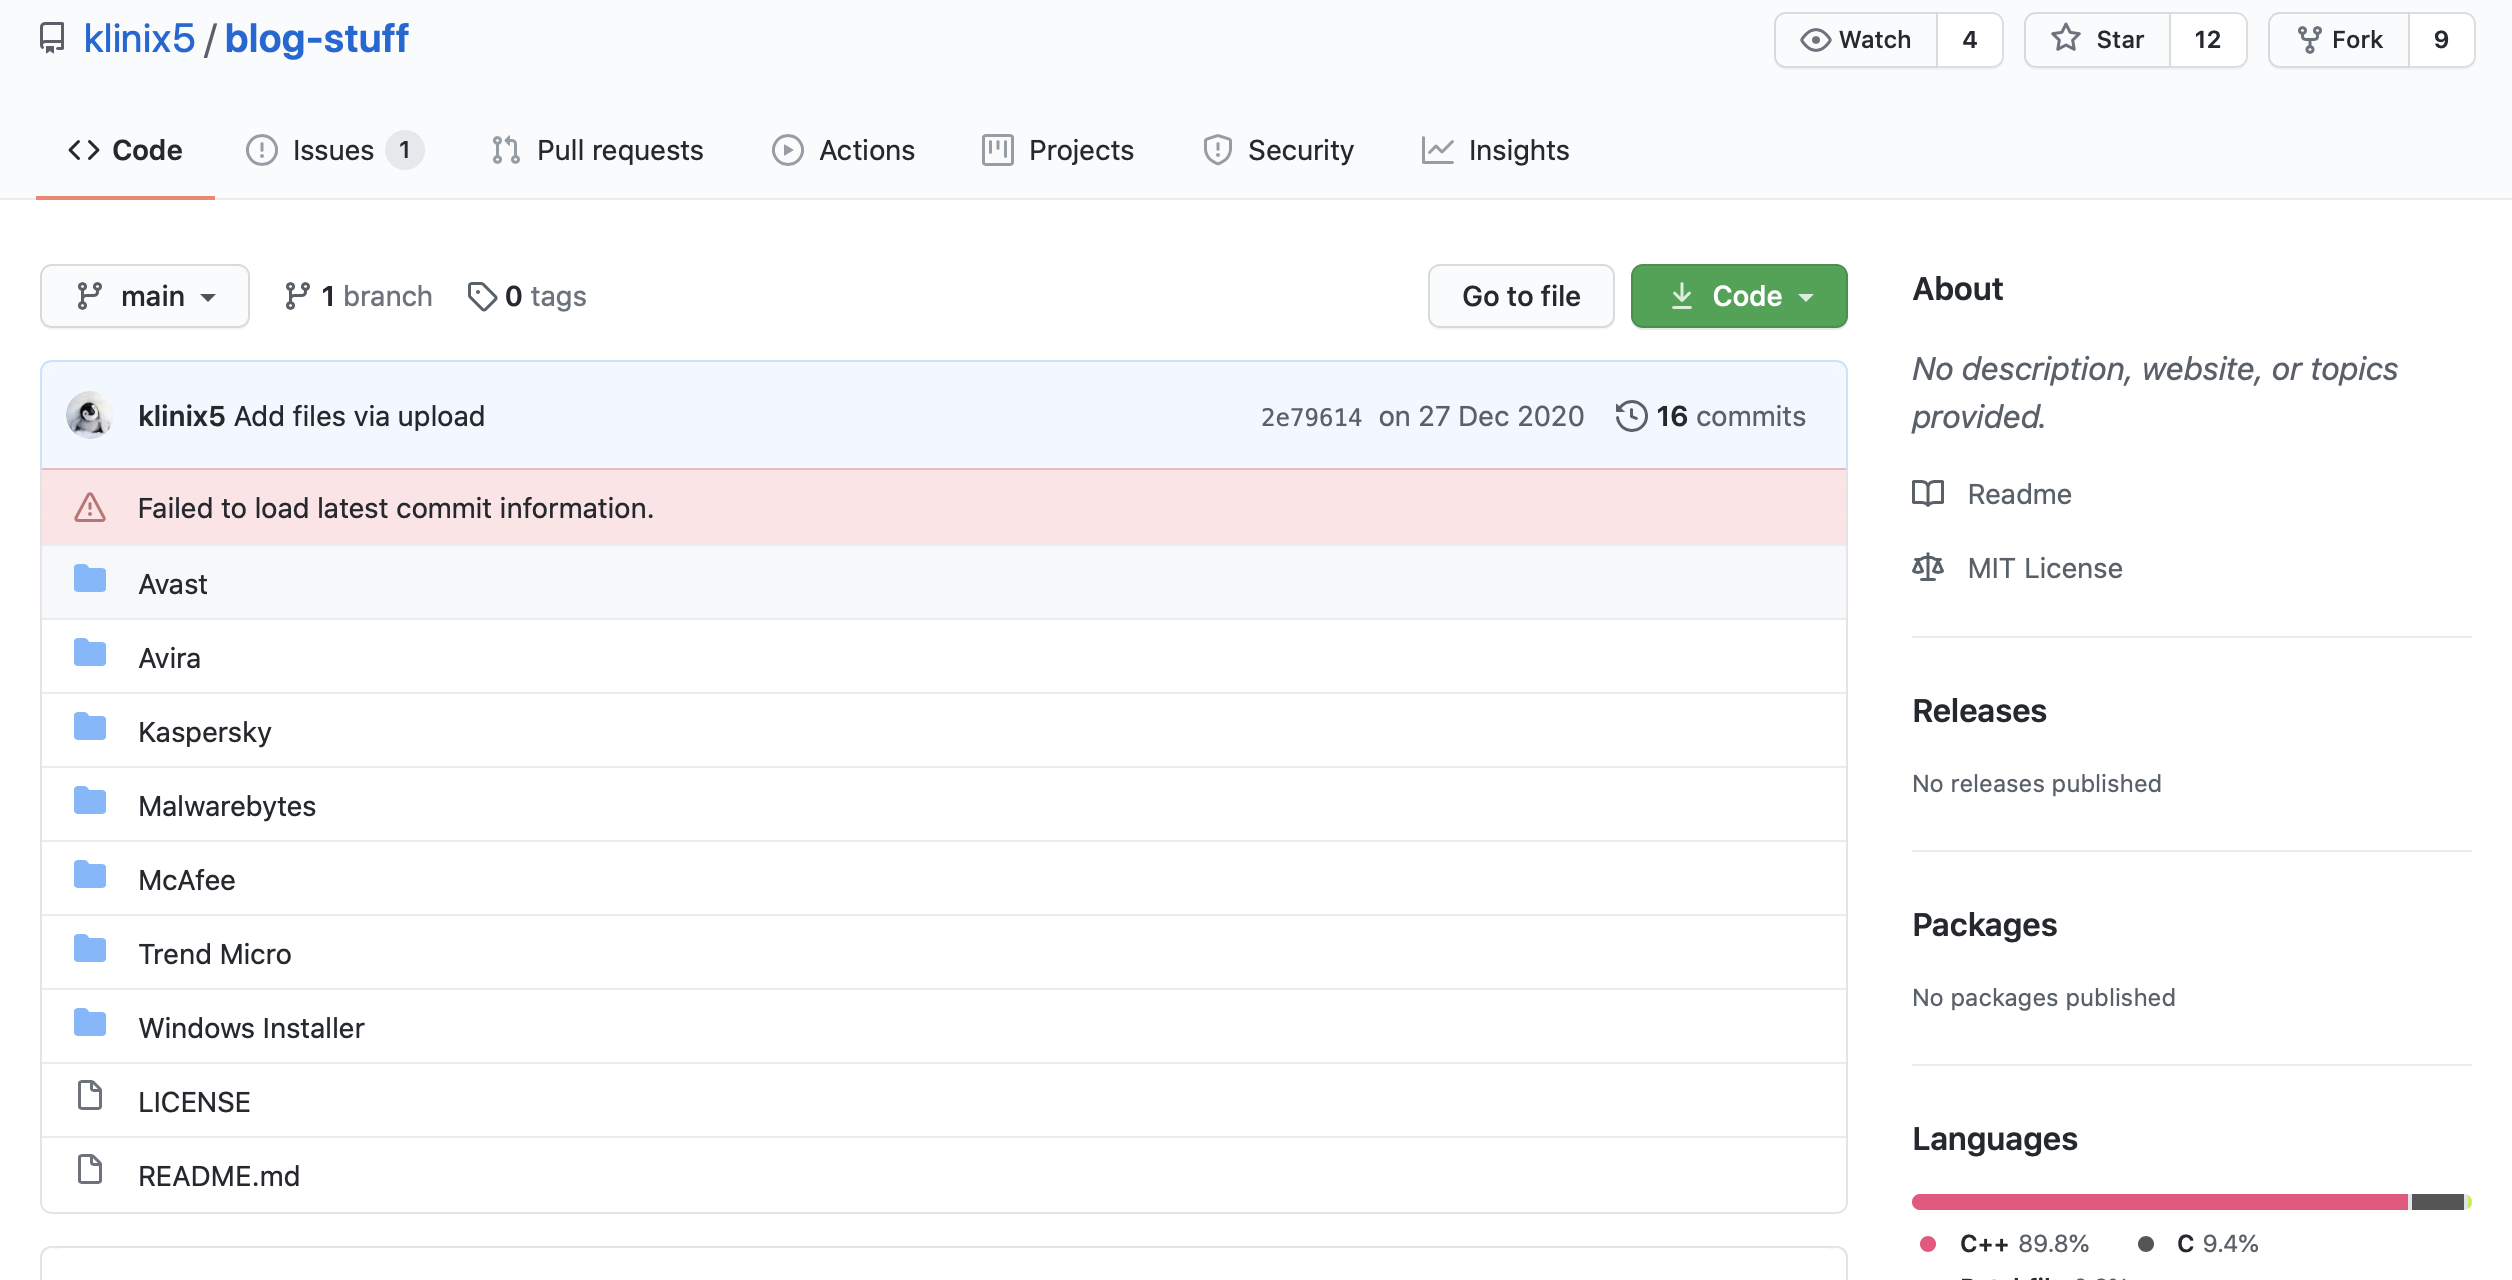 klinix5 / blog-stuff
Watch 4
Star 12
Fork 9
Code
Issues 1
Pull requests
Actions
Projects
Security
Insights
main
1 branch
0 tags
Go to file
Code
klinix5 Add files via upload
2e79614 on 27 Dec 2020
16 commits
Failed to load latest commit information.
Avast
Avira
Kaspersky
Malwarebytes
McAfee
Trend Micro
Windows Installer
LICENSE
README.md
About
No description, website, or topics
provided.
Readme
MIT License
Releases
No releases published
Packages
No packages published
Languages
C++ 89.8%
C 9.4%